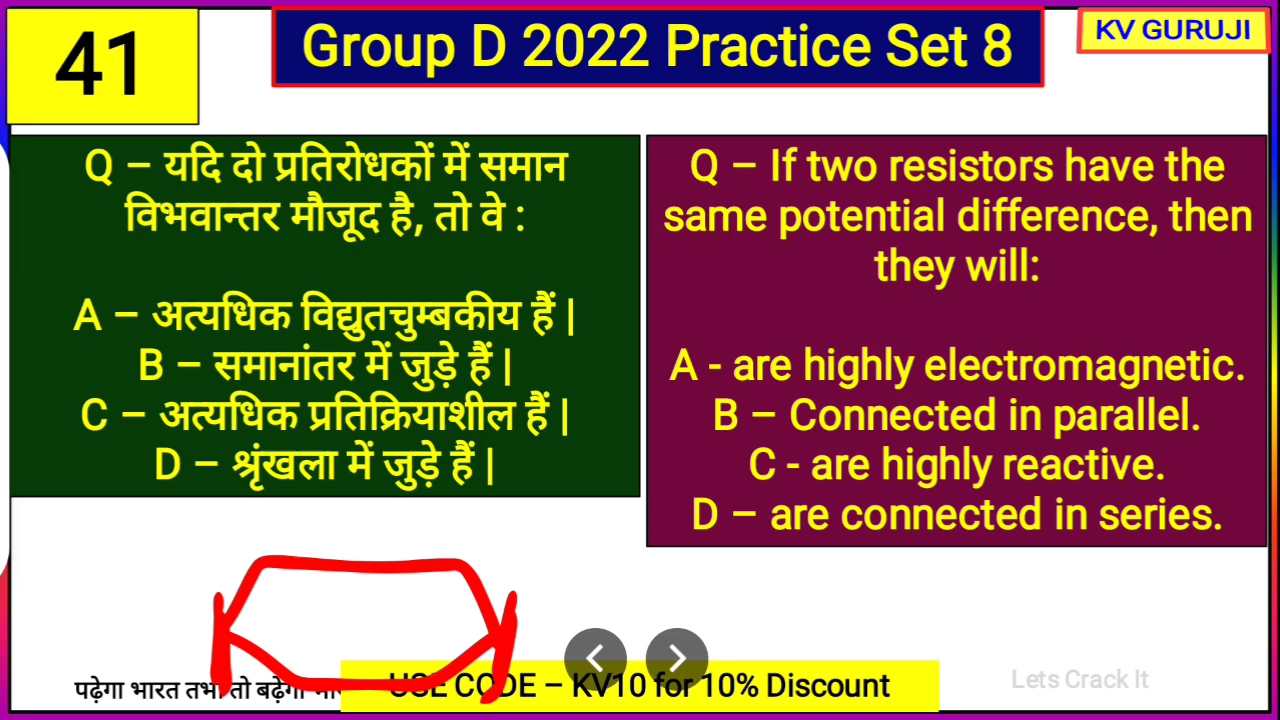 41
Group D 2022 Practice Set 8
KV GURUJI
Q – यदि दो प्रतिरोधकों में समान
विभवान्तर मौजूद है, तो वे :
A – अत्यधिक विद्युतचुम्बकीय हैं |
B – समानांतर में जुड़े हैं |
C – अत्यधिक प्रतिक्रियाशील हैं |
D – श्रृंखला में जुड़े हैं |
Q – If two resistors have the
same potential difference, then
they will:
A - are highly electromagnetic.
B – Connected in parallel.
C - are highly reactive.
D – are connected in series.
पढ़ेगा भारत तभी तो बढ़ेगा
USE CODE – KV10 for 10% Discount
Lets Crack It